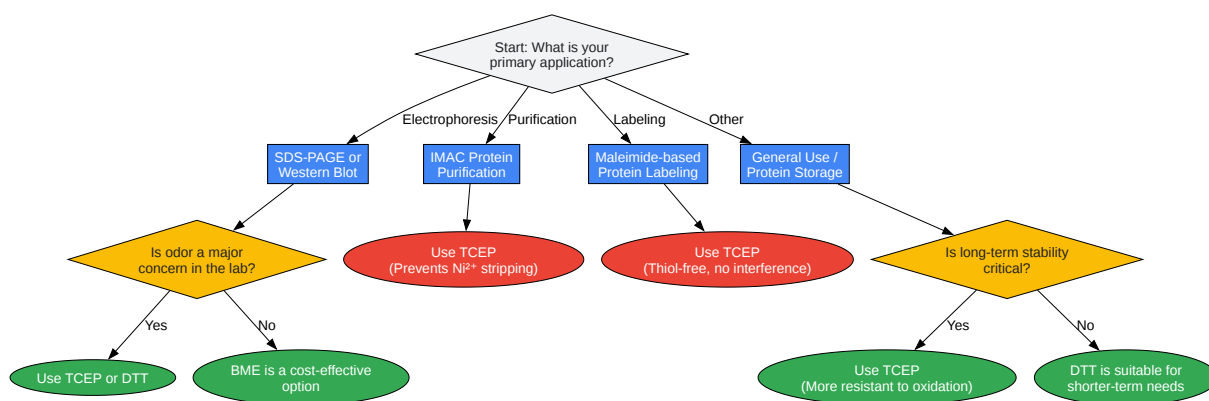 Start: What is your
primary application?
Electrophoresis
Purification
Labeling
Other
SDS-PAGE or
Western Blot
IMAC Protein
Purification
Maleimide-based
Protein Labeling
General Use /
Protein Storage
Is odor a major
concern in the lab?
Use TCEP
(Prevents Ni²⁺ stripping)
Use TCEP
(Thiol-free, no interference)
Is long-term stability
critical?
Yes
No
Yes
No
Use TCEP or DTT
BME is a cost-effective
option
Use TCEP
(More resistant to oxidation)
DTT is suitable for
shorter-term needs